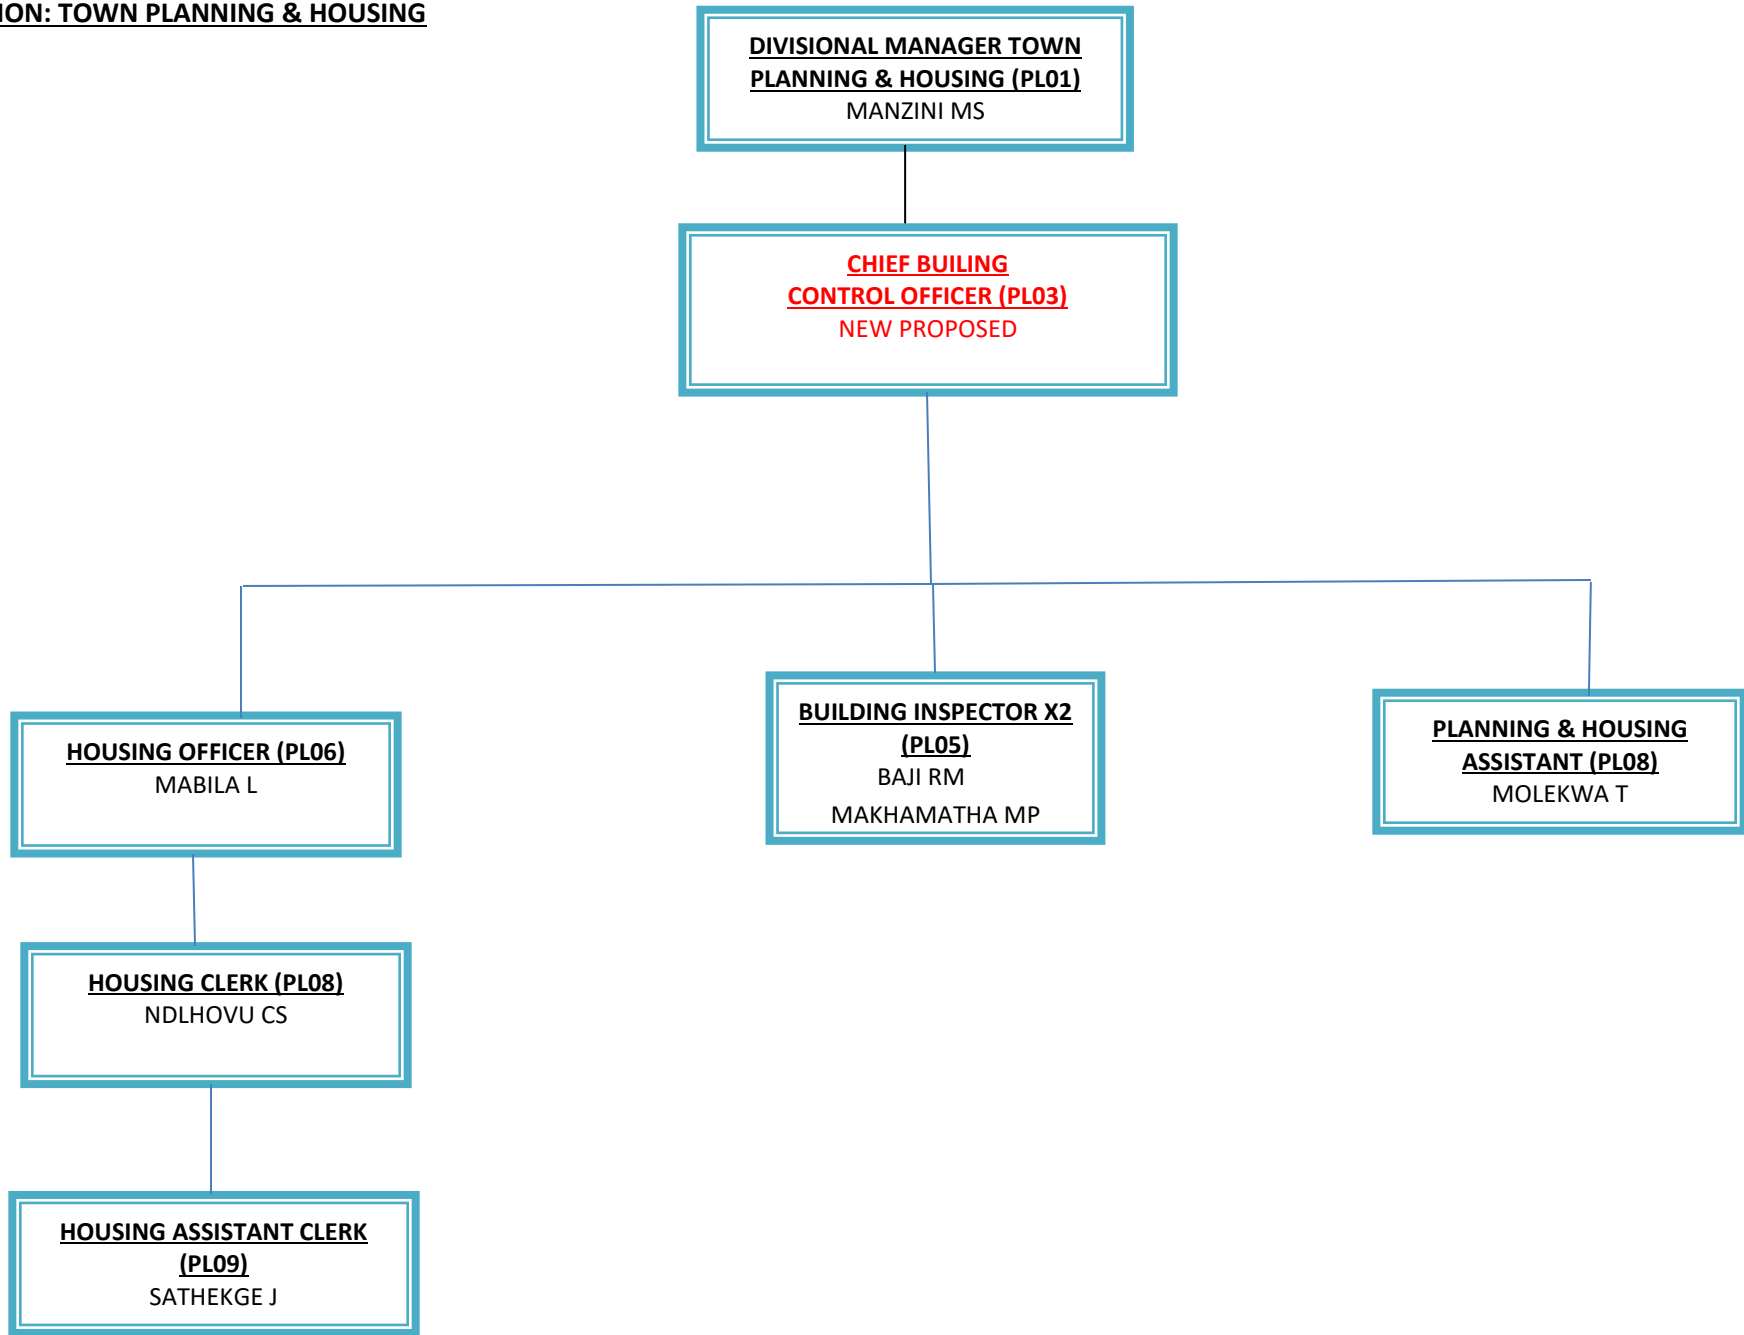 ION: TOWN PLANNING & HOUSING
DIVISIONAL MANAGER TOWN
PLANNING & HOUSING (PL01)
MANZINI MS
CHIEF BUILING
CONTROL OFFICER (PL03)
NEW PROPOSED
HOUSING OFFICER (PL06)
MABILA L
BUILDING INSPECTOR X2
(PL05)
BAJI RM
MAKHAMATHA MP
PLANNING & HOUSING
ASSISTANT (PL08)
MOLEKWA T
HOUSING CLERK (PL08)
NDLHOVU CS
HOUSING ASSISTANT CLERK
(PL09)
SATHEKGE J